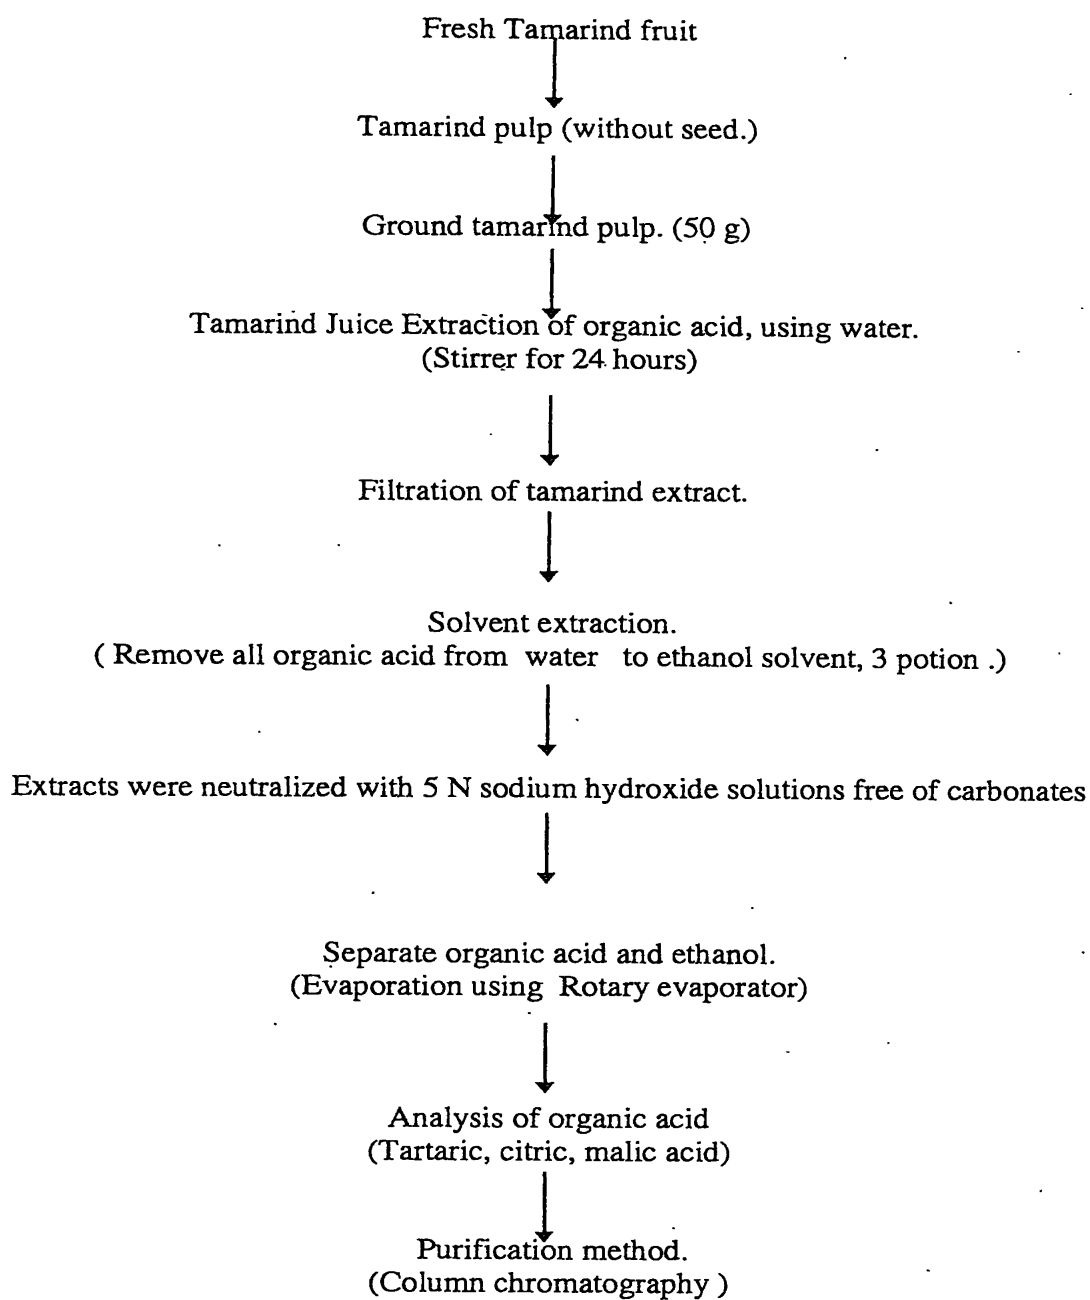 Fresh Tamarind fruit
Tamarind pulp (without seed.)
Ground tamarind pulp. (50 g)
Tamarind Juice Extraction of organic acid, using water.
(Stirrer for 24 hours)
Filtration of tamarind extract.
Solvent extraction.
( Remove all organic acid from water to ethanol solvent, 3 potion .)
Extracts were neutralized with 5 N sodium hydroxide solutions free of carbonates
Separate organic acid and ethanol.
(Evaporation using Rotary evaporator)
Analysis of organic acid
(Tartaric, citric, malic acid)
Purification method.
(Column chromatography )